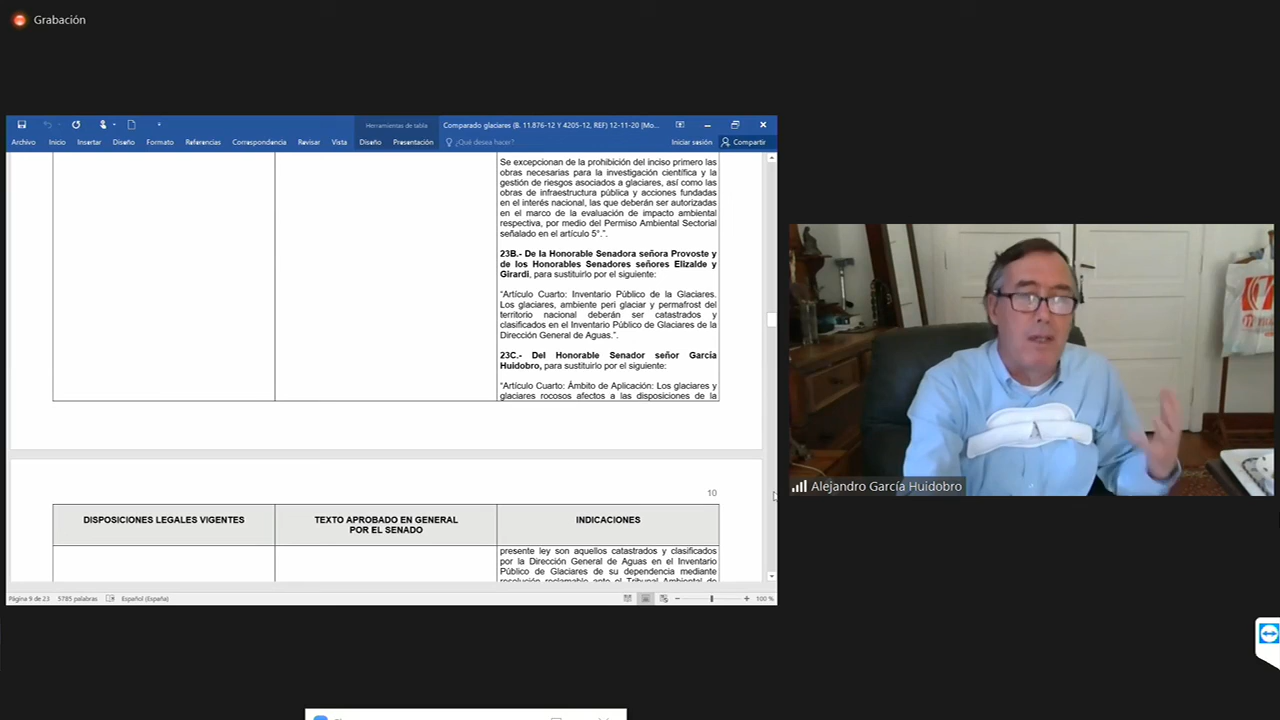 Grabación
Herramientas de tabla
Comparado glaciares (B. 11.876-12 Y 4205-12, REF) 12-11-20 [Mo...
Archivo Inicio Insertar Diseño Formato Referencias Correspondencia Revisar Vista Diseño Presentación ¿Qué desea hacer? Iniciar sesión Compartir
Se excepcionan de la prohibición del inciso primero las
obras necesarias para la investigación científica y la
gestión de riesgos asociados a glaciares, así como las
obras de infraestructura pública y acciones fundadas
en el interés nacional, las que deberán ser autorizadas
en el marco de la evaluación de impacto ambiental
respectiva, por medio del Permiso Ambiental Sectorial
señalado en el artículo 5°.".
23B.- De la Honorable Senadora señora Provoste y
de los Honorables Senadores señores Elizalde y
Girardi, para sustituirlo por el siguiente:
"Artículo Cuarto: Inventario Público de la Glaciares.
Los glaciares, ambiente peri glaciar y permafrost del
territorio nacional deberán ser catastrados y
clasificados en el Inventario Público de Glaciares de la
Dirección General de Aguas.".
23C.- Del Honorable Senador señor García
Huidobro, para sustituirlo por el siguiente:
"Artículo Cuarto: Ámbito de Aplicación: Los glaciares y
glaciares rocosos afectos a las disposiciones de la
10
DISPOSICIONES LEGALES VIGENTES
TEXTO APROBADO EN GENERAL
POR EL SENADO
INDICACIONES
presente ley son aquellos catastrados y clasificados
por la Dirección General de Aguas en el Inventario
Público de Glaciares de su dependencia mediante
resolución reclamable ante el Tribunal Ambiental de
Página 9 de 23 5785 palabras Español (España) 100 %
Alejandro García Huidobro